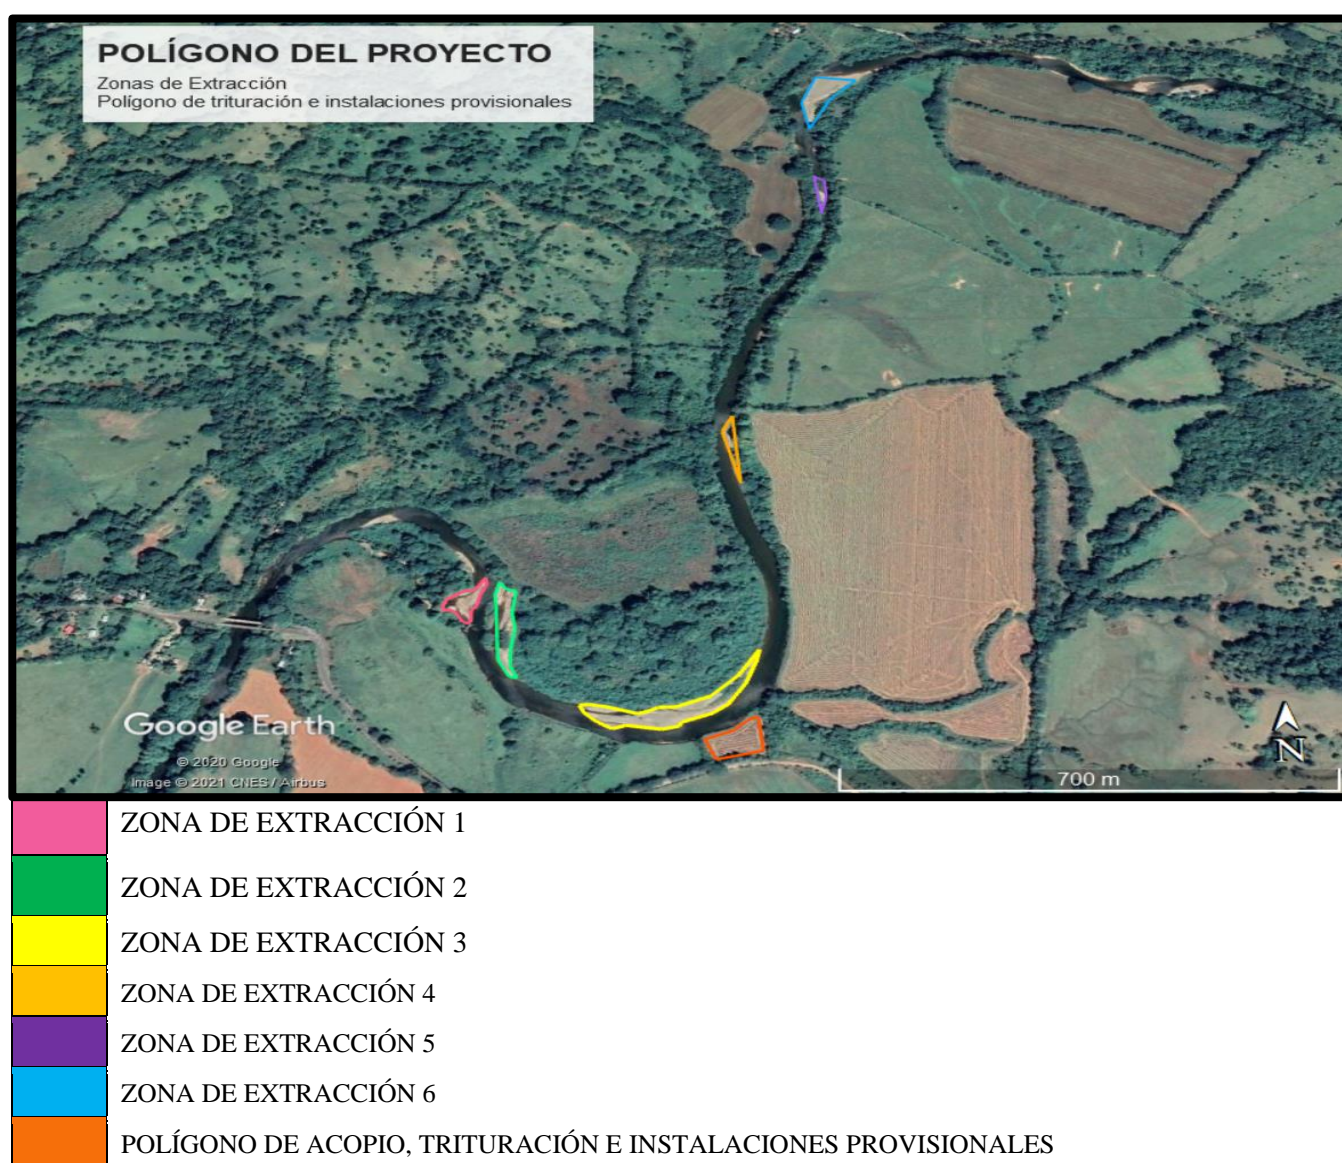 POLÍGONO DEL PROYECTO
Zonas de Extracción
Polígono de trituración e instalaciones provisionales
Google Earth
© 2020 Google
Image © 2021 CNES / Airbus
700 m
N
ZONA DE EXTRACCIÓN 1
ZONA DE EXTRACCIÓN 2
ZONA DE EXTRACCIÓN 3
ZONA DE EXTRACCIÓN 4
ZONA DE EXTRACCIÓN 5
ZONA DE EXTRACCIÓN 6
POLÍGONO DE ACOPIO, TRITURACIÓN E INSTALACIONES PROVISIONALES